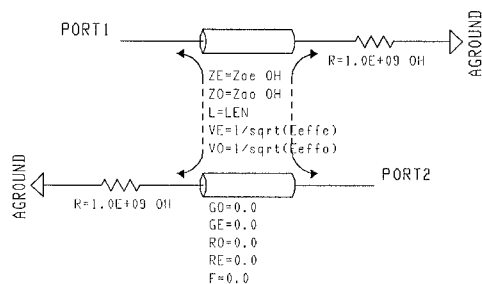 PORT1
AGROUND
R=1.0E+09 OH
ZE=Zoe OH
ZO=Zoo OH
L=LEN
VE=1/sqrt(Eeffe)
VO=1/sqrt(Eeffo)
AGROUND
R=1.0E+09 OH
PORT2
GO=0.0
GE=0.0
RO=0.0
RE=0.0
F=0.0